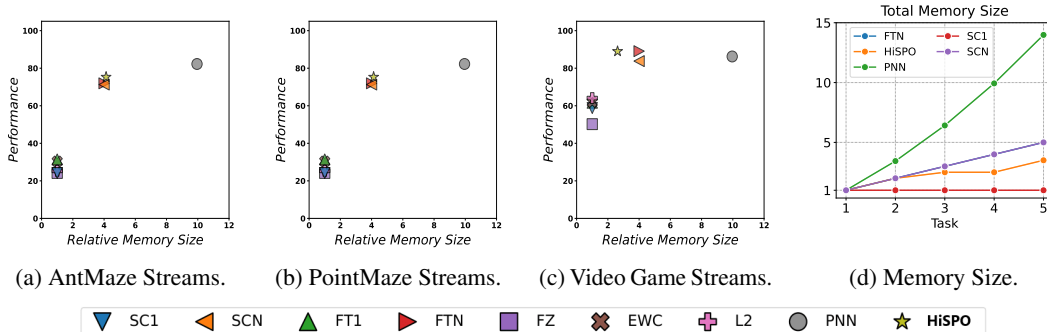 Total Memory Size
100
80
60
40
20
0
Performance
0 2 4 6 8 10 12
Relative Memory Size
100
80
60
40
20
0
Performance
0 2 4 6 8 10 12
Relative Memory Size
100
80
60
40
20
0
Performance
0 2 4 6 8 10 12
Relative Memory Size
15
10
5
1
FTN SC1
HiSPO SCN
PNN
1 2 3 4 5
Task
(a) AntMaze Streams.
(b) PointMaze Streams.
(c) Video Game Streams.
(d) Memory Size.
SC1 SCN FT1 FTN FZ EWC L2 PNN HiSPO